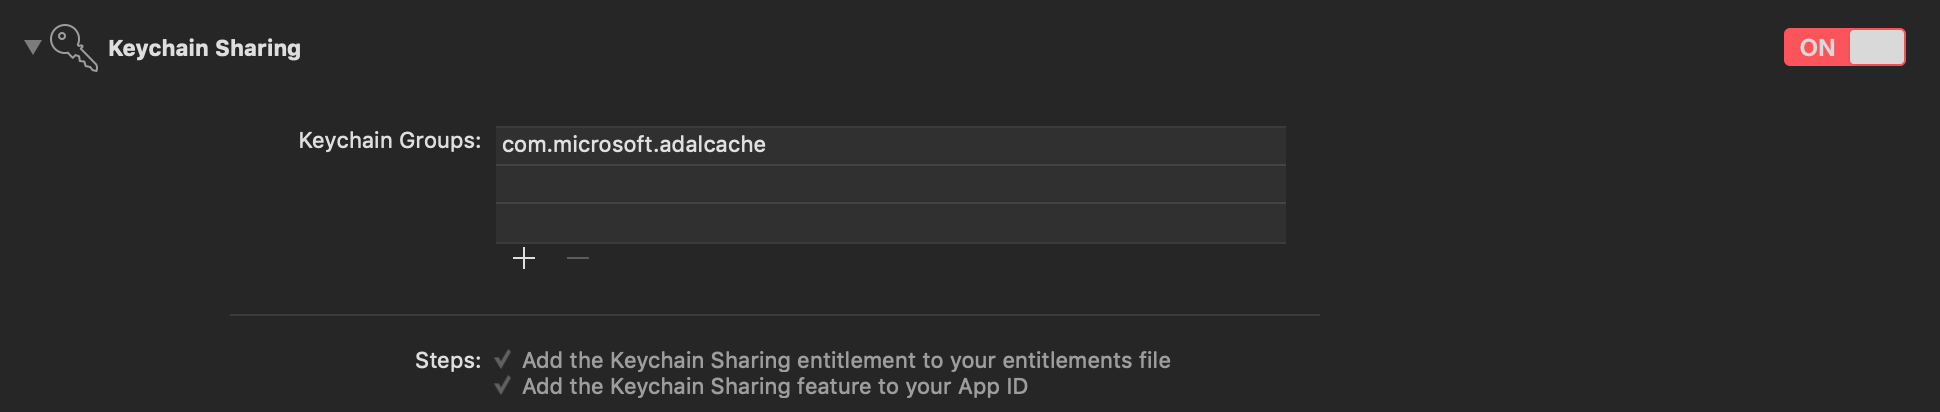 Keychain Sharing
ON
Keychain Groups:
com.microsoft.adalcache
Steps:
Add the Keychain Sharing entitlement to your entitlements file
Add the Keychain Sharing feature to your App ID